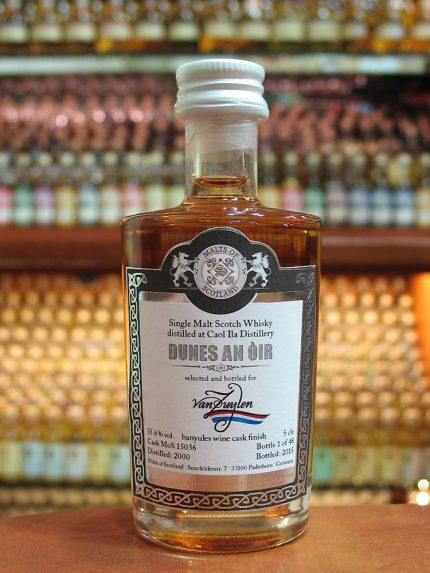 MALTS OF
SCOTLAND
Single Malt Scotch Whisky
distilled at Caol Ila Distillery
DUNES AN ÒIR
selected and bottled for
van Zuylen
55.6% vol. banyules wine cask finish 5 cle
Cask MoS 15036 Bottle 1 of 48
Distilled: 2000 Bottled: 2015
Malts of Scotland · Senefelderstr. 7 · 33100 Paderborn · Germany